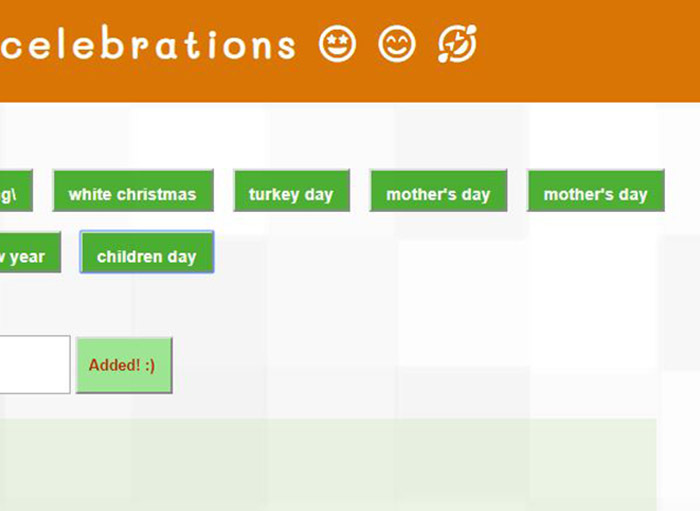 celebrations
g\ white christmas turkey day mother's day mother's day
w year children day
Added! :)